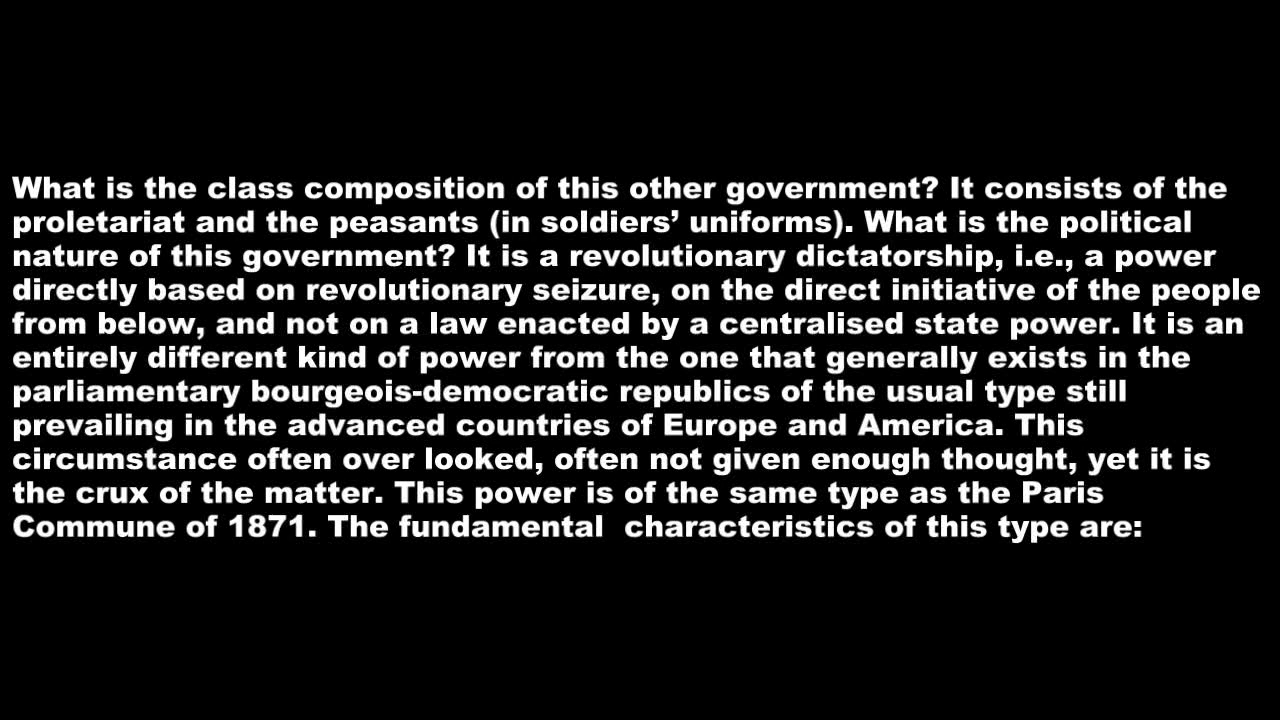 What is the class composition of this other government? It consists of the
proletariat and the peasants (in soldiers’ uniforms). What is the political
nature of this government? It is a revolutionary dictatorship, i.e., a power
directly based on revolutionary seizure, on the direct initiative of the people
from below, and not on a law enacted by a centralised state power. It is an
entirely different kind of power from the one that generally exists in the
parliamentary bourgeois-democratic republics of the usual type still
prevailing in the advanced countries of Europe and America. This
circumstance often over looked, often not given enough thought, yet it is
the crux of the matter. This power is of the same type as the Paris
Commune of 1871. The fundamental  characteristics of this type are: